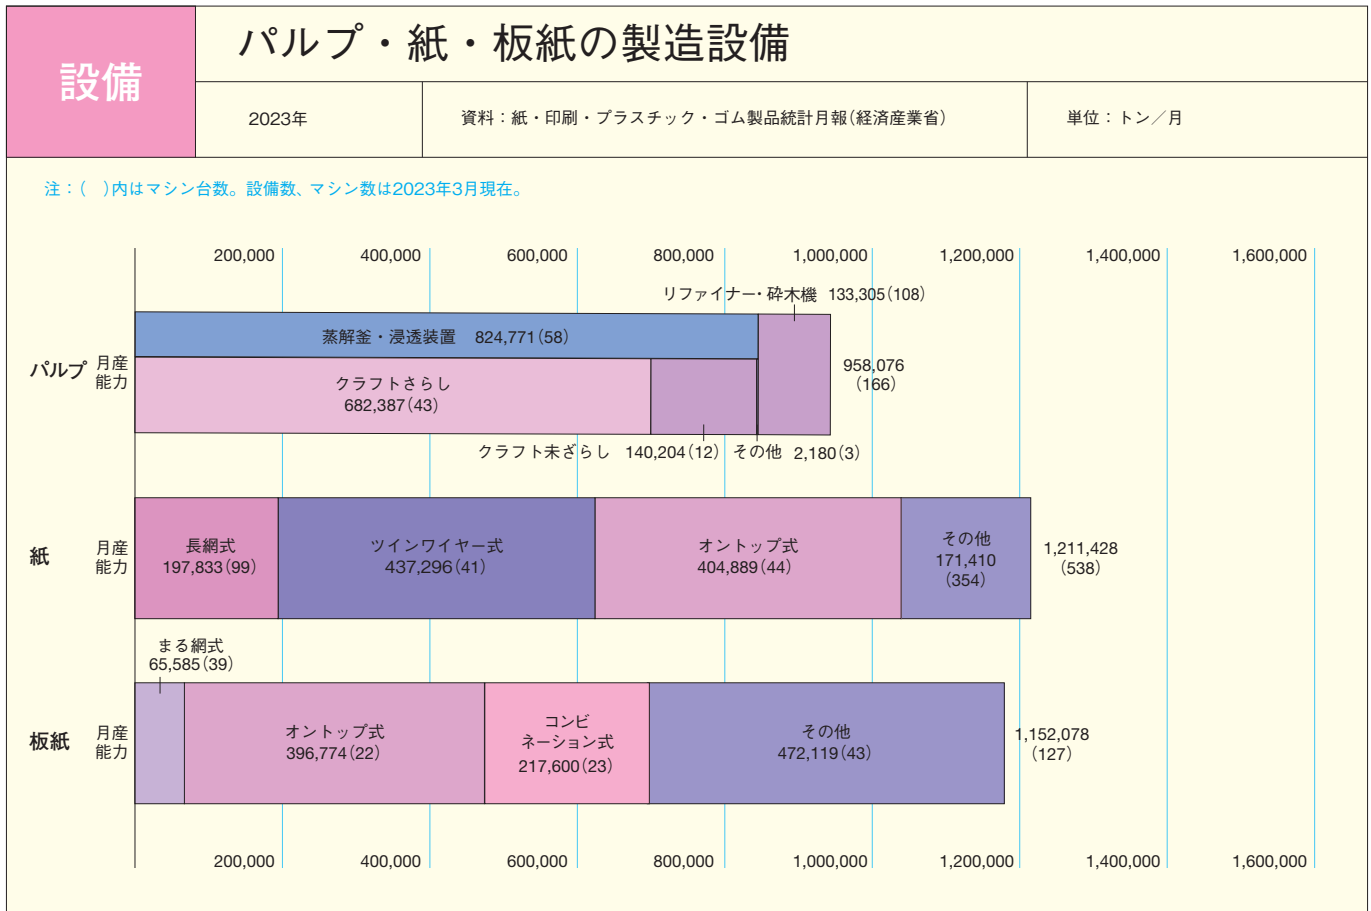 設備
パルプ・紙・板紙の製造設備
2023年
資料：紙・印刷・プラスチック・ゴム製品統計月報（経済産業省）
単位：トン／月
注：（　）内はマシン台数。設備数、マシン数は2023年3月現在。
200,000
400,000
600,000
800,000
1,000,000
1,200,000
1,400,000
1,600,000
リファイナー・砕木機 133,305（108）
パルプ
月産
能力
蒸解釜・浸透装置 824,771（58）
クラフトさらし
682,387（43）
958,076
（166）
クラフト未ざらし 140,204（12）
その他 2,180（3）
紙
月産
能力
長網式
197,833（99）
ツインワイヤー式
437,296（41）
オントップ式
404,889（44）
その他
171,410
（354）
1,211,428
（538）
まる網式
65,585（39）
板紙
月産
能力
オントップ式
396,774（22）
コンビ
ネーション式
217,600（23）
その他
472,119（43）
1,152,078
（127）
200,000
400,000
600,000
800,000
1,000,000
1,200,000
1,400,000
1,600,000